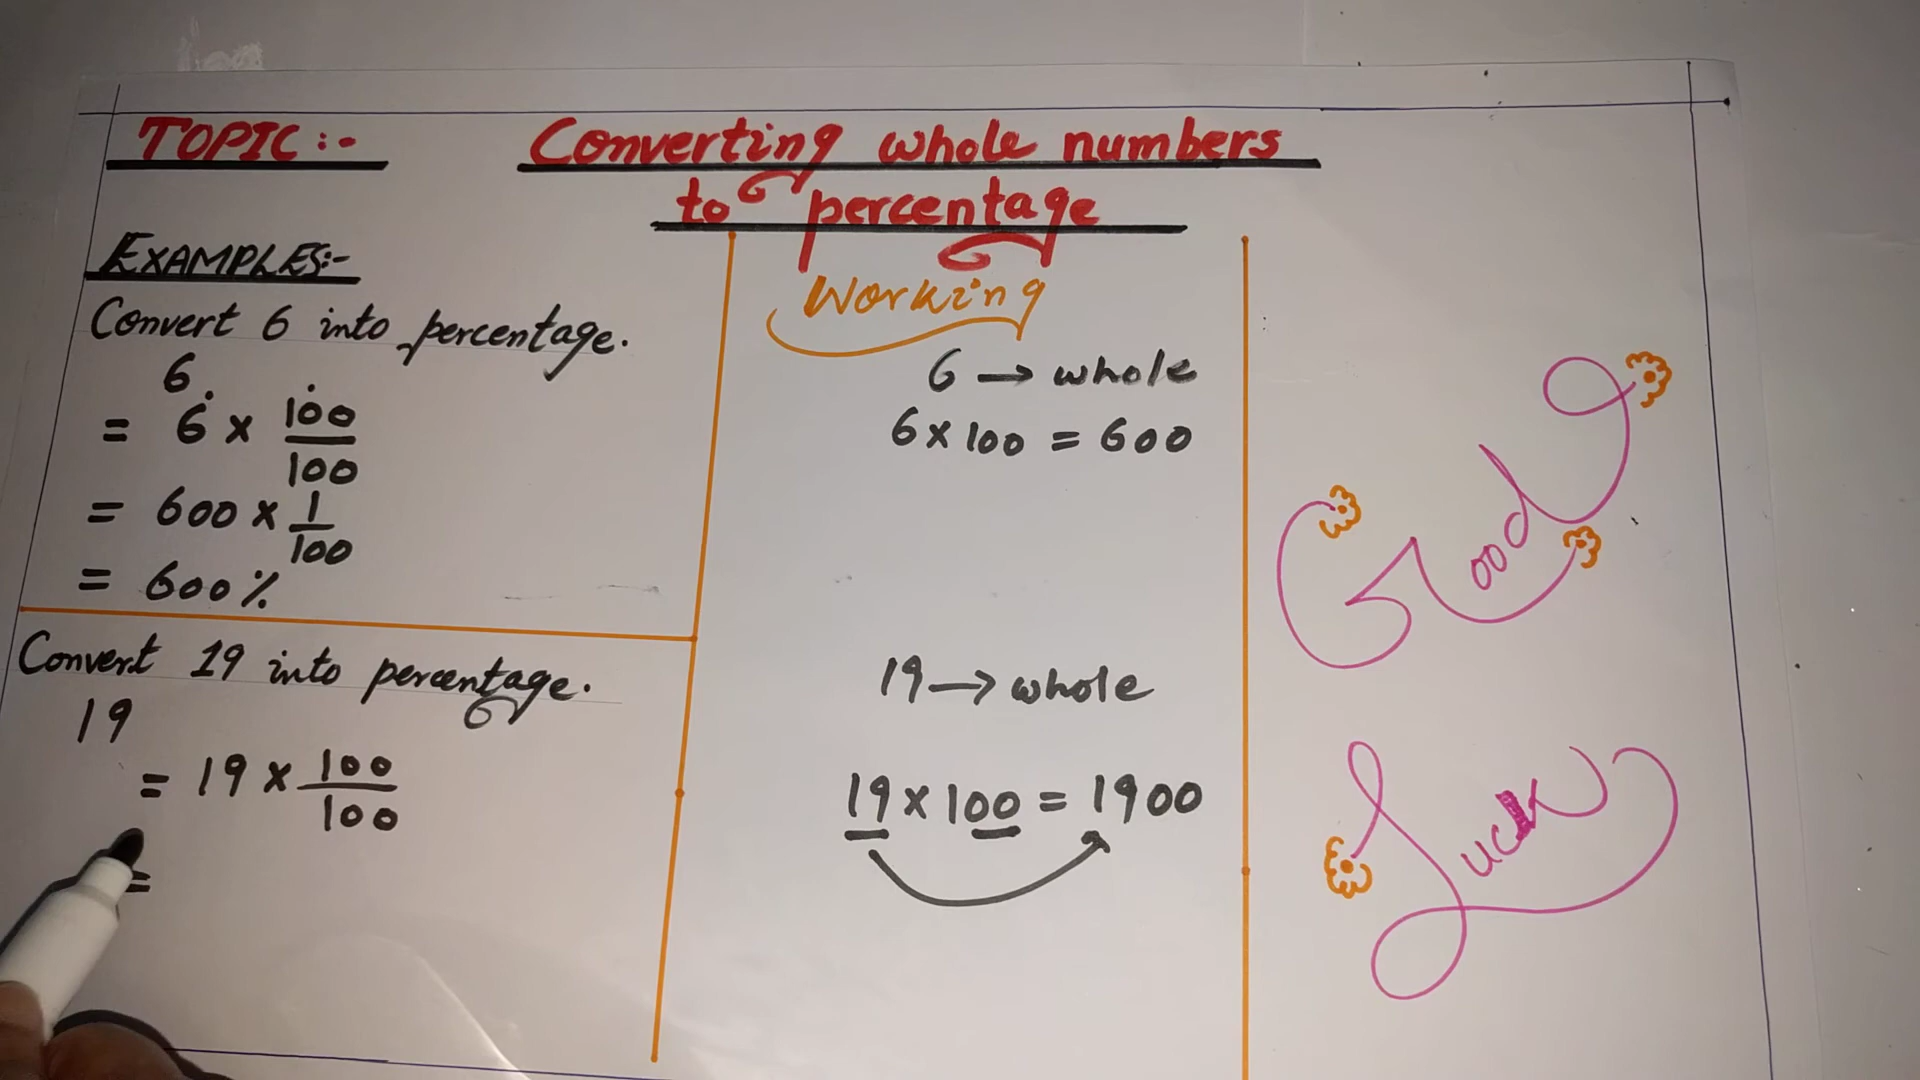 TOPIC:-
Converting whole numbers
to percentage
EXAMPLES:-
Convert 6 into percentage.
6
= 6 × 100/100
= 600 × 1/100
= 600%
Convert 19 into percentage.
19
= 19 × 100/100
=
Working
6 → whole
6 × 100 = 600
19 → whole
19 × 100 = 1900
Good
Luck